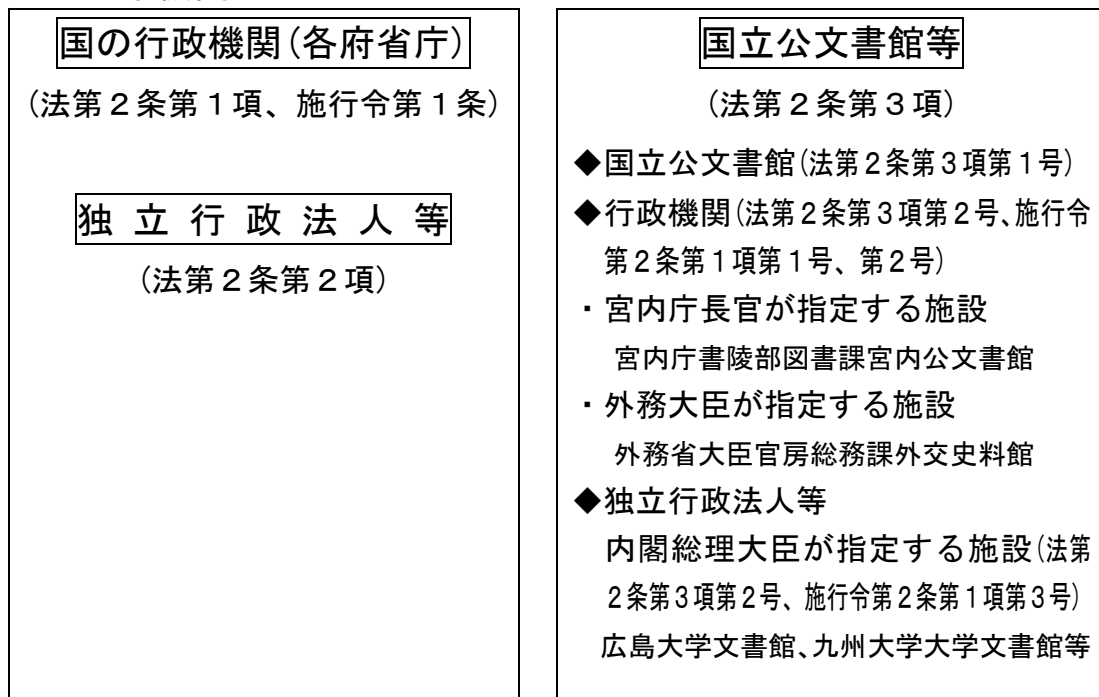 国の行政機関(各府省庁)
(法第2条第1項、施行令第1条)
独立行政法人等
(法第2条第2項)
国立公文書館等
(法第2条第3項)
◆国立公文書館(法第2条第3項第1号)
◆行政機関(法第2条第3項第2号、施行令
第2条第1項第1号、第2号)
・宮内庁長官が指定する施設
宮内庁書陵部図書課宮内公文書館
・外務大臣が指定する施設
外務省大臣官房総務課外交史料館
◆独立行政法人等
内閣総理大臣が指定する施設(法第
2条第3項第2号、施行令第2条第1項第3号)
広島大学文書館、九州大学大学文書館等